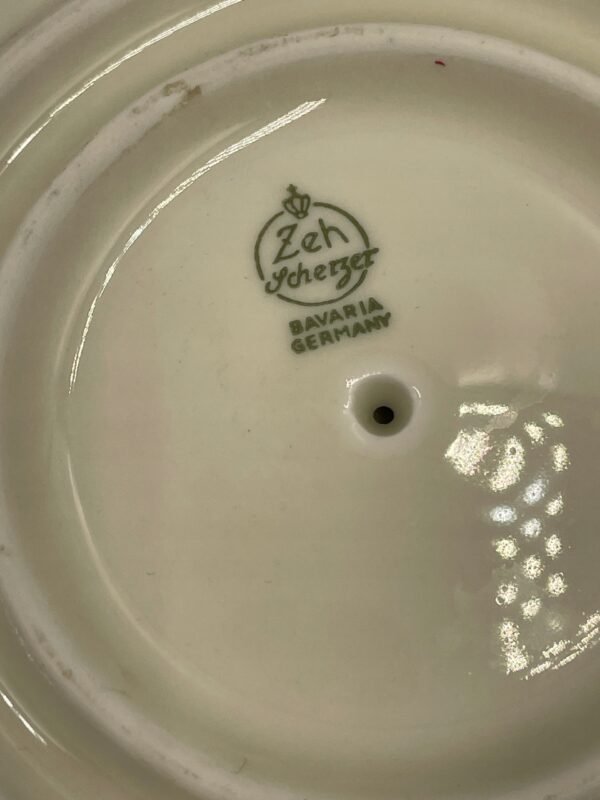 Zeh
Scherzer
BAVARIA
GERMANY